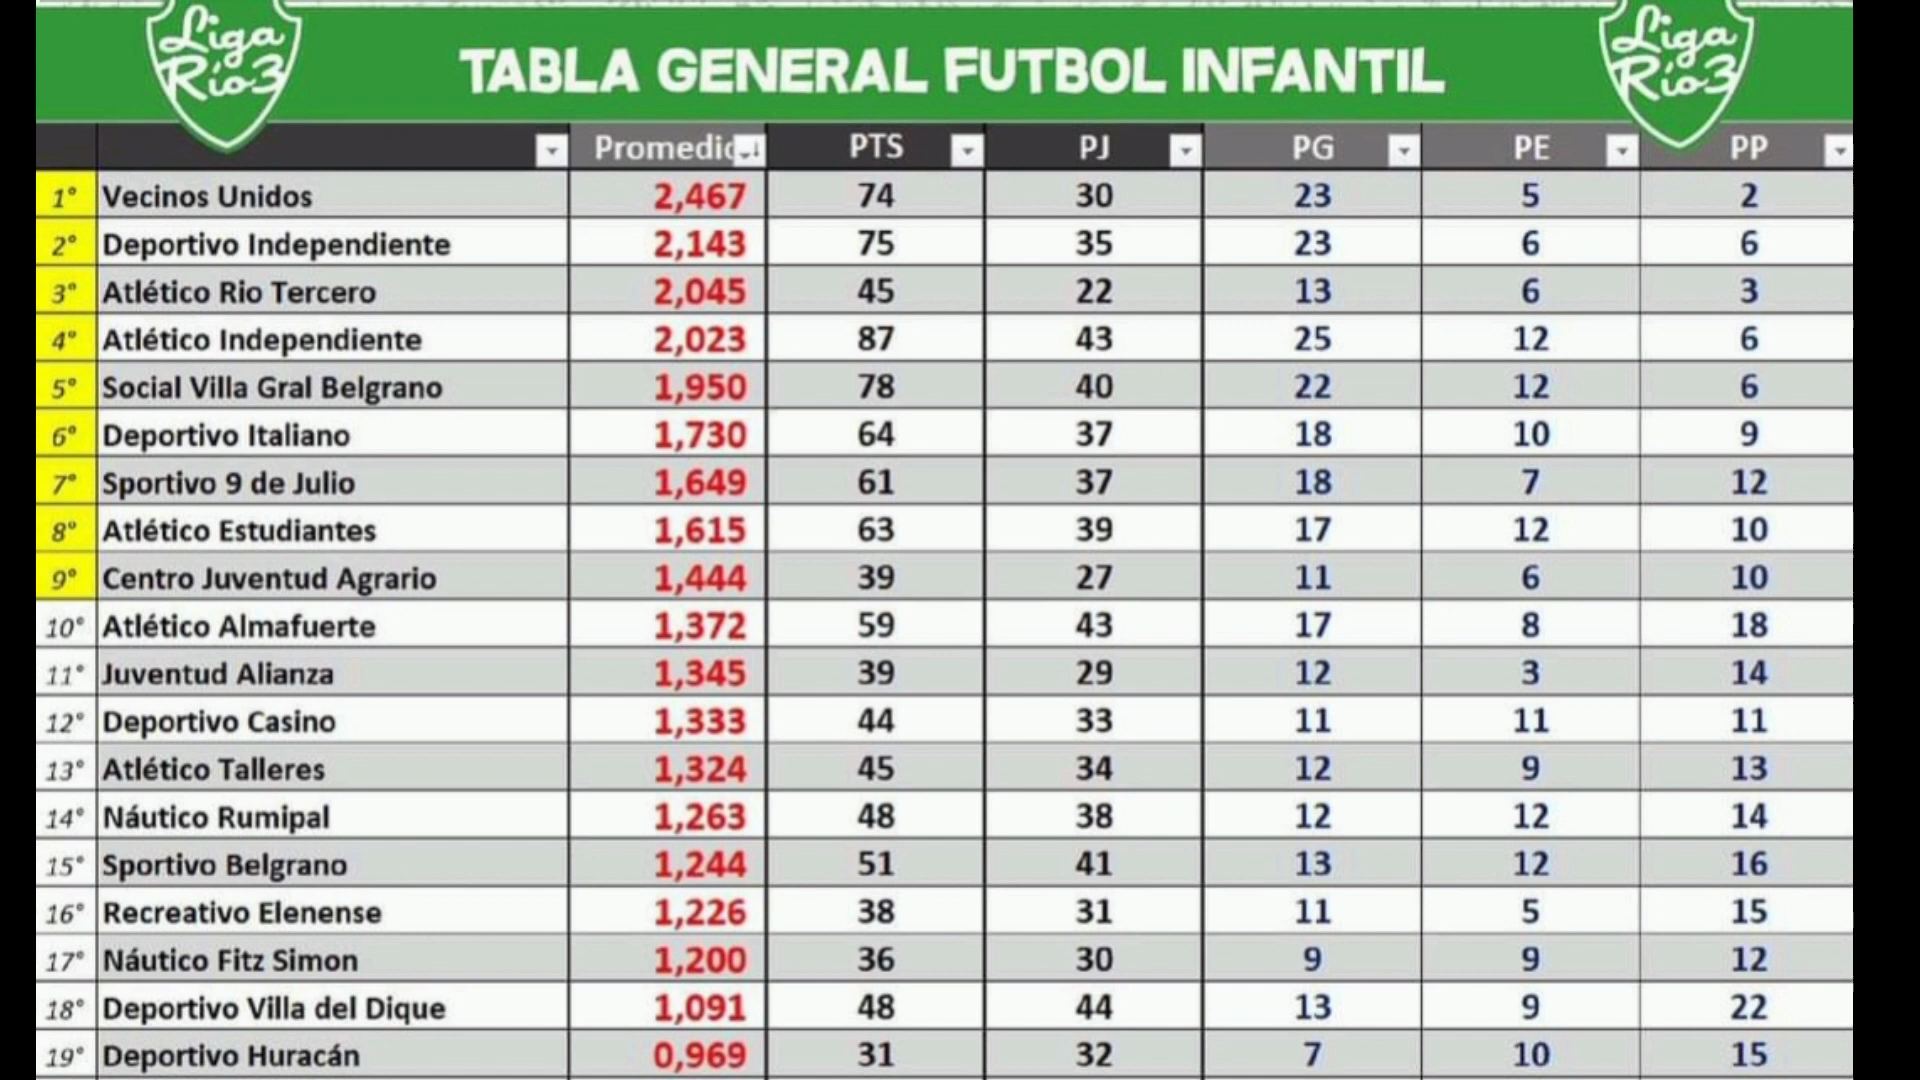 Liga
Río3
TABLA GENERAL FUTBOL INFANTIL
Liga
Río3
Promedio PTS PJ PG PE PP
1° Vecinos Unidos 2,467 74 30 23 5 2
2° Deportivo Independiente 2,143 75 35 23 6 6
3° Atlético Rio Tercero 2,045 45 22 13 6 3
4° Atlético Independiente 2,023 87 43 25 12 6
5° Social Villa Gral Belgrano 1,950 78 40 22 12 6
6° Deportivo Italiano 1,730 64 37 18 10 9
7° Sportivo 9 de Julio 1,649 61 37 18 7 12
8° Atlético Estudiantes 1,615 63 39 17 12 10
9° Centro Juventud Agrario 1,444 39 27 11 6 10
10° Atlético Almafuerte 1,372 59 43 17 8 18
11° Juventud Alianza 1,345 39 29 12 3 14
12° Deportivo Casino 1,333 44 33 11 11 11
13° Atlético Talleres 1,324 45 34 12 9 13
14° Náutico Rumipal 1,263 48 38 12 12 14
15° Sportivo Belgrano 1,244 51 41 13 12 16
16° Recreativo Elenense 1,226 38 31 11 5 15
17° Náutico Fitz Simon 1,200 36 30 9 9 12
18° Deportivo Villa del Dique 1,091 48 44 13 9 22
19° Deportivo Huracán 0,969 31 32 7 10 15